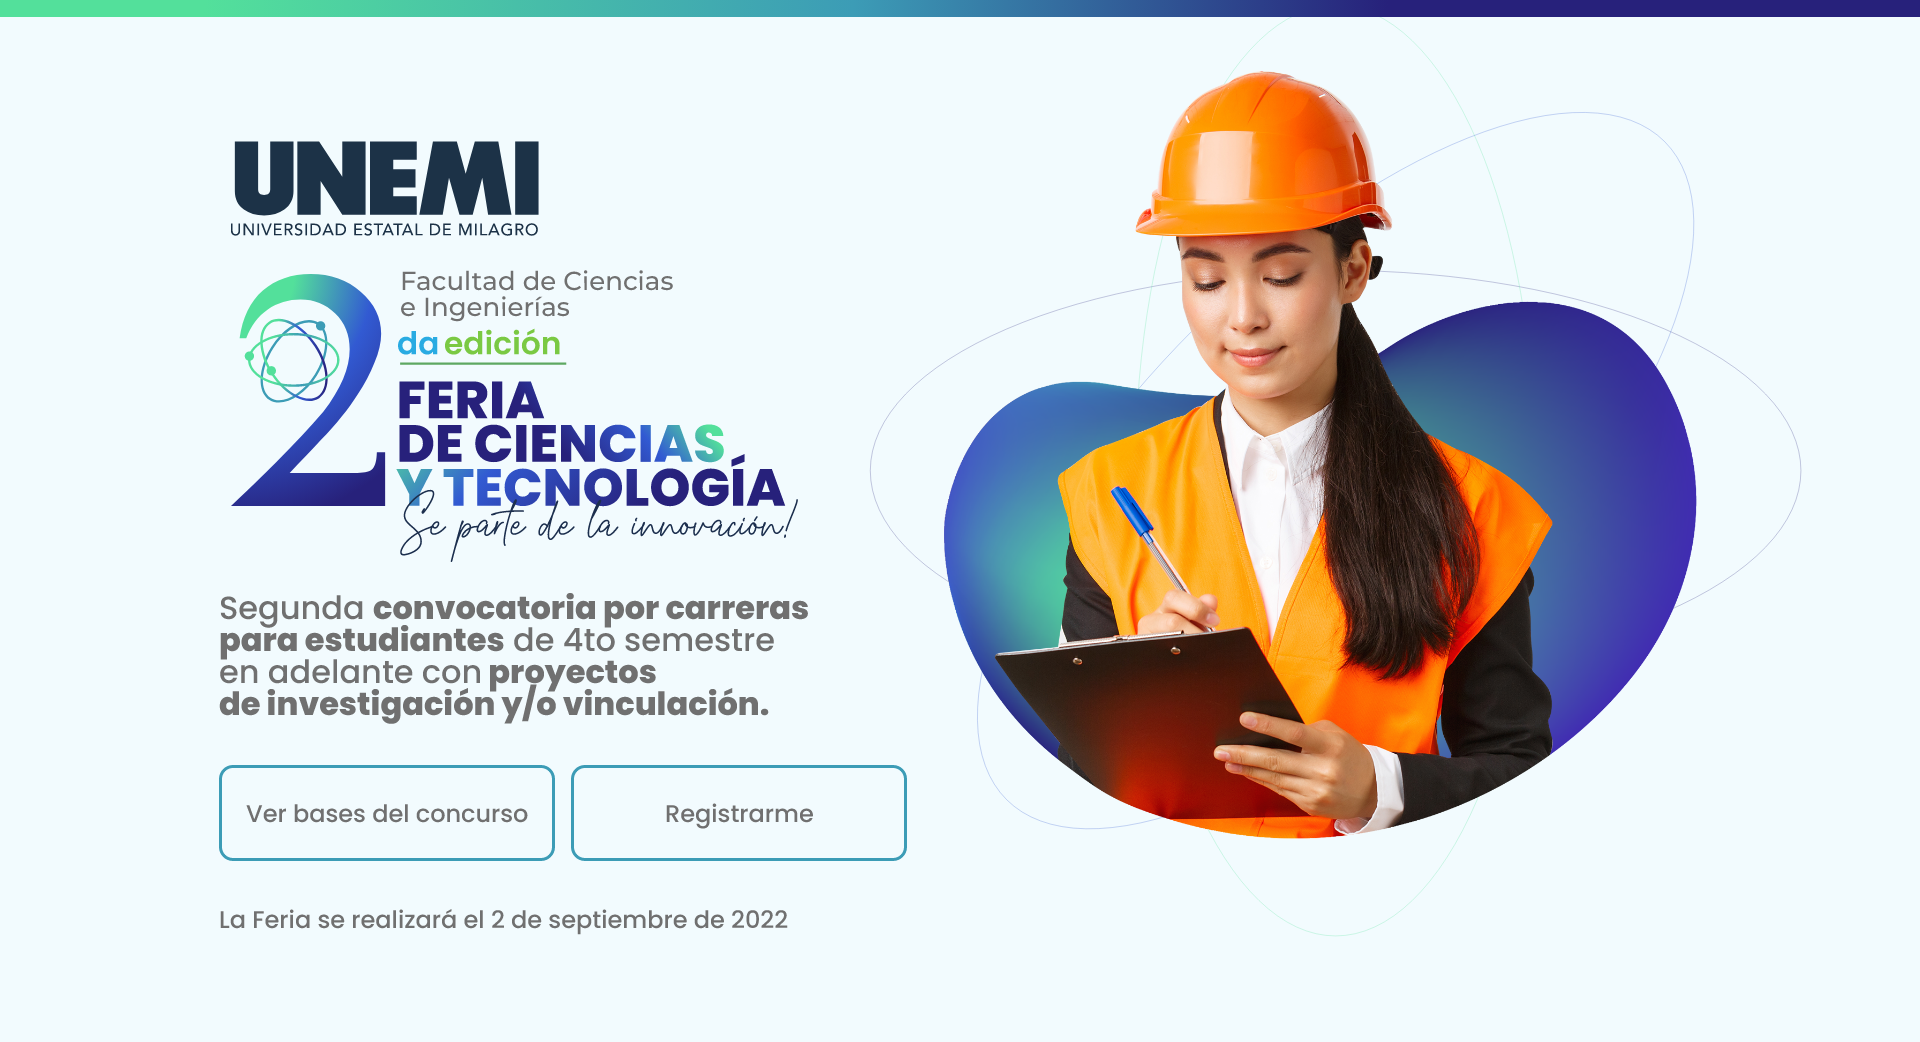 UNEMI
UNIVERSIDAD ESTATAL DE MILAGRO
Facultad de Ciencias
e Ingenierías
2da edición
FERIA
DE CIENCIAS
Y TECNOLOGÍA
Se parte de la innovación!
Segunda convocatoria por carreras
para estudiantes de 4to semestre
en adelante con proyectos
de investigación y/o vinculación.
Ver bases del concurso
Registrarme
La Feria se realizará el 2 de septiembre de 2022